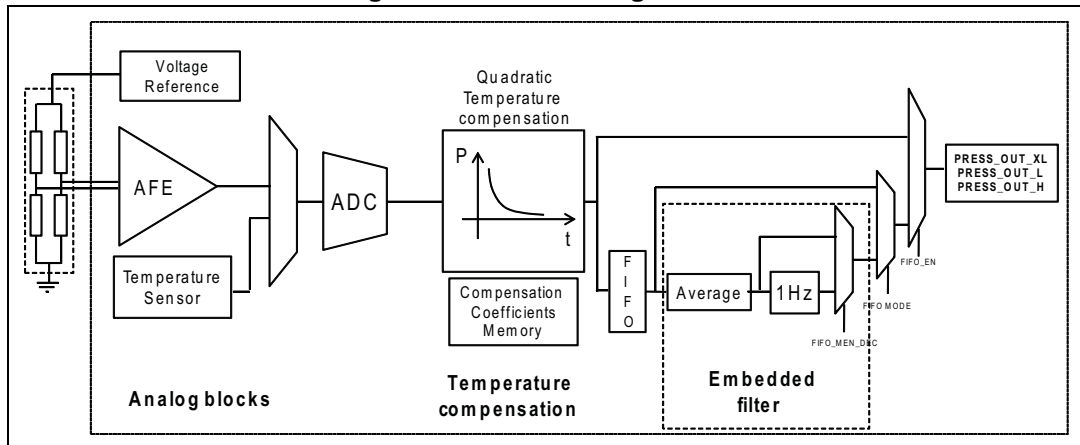 Voltage
Reference
AFE
Temperature
Sensor
ADC
Quadratic
Temperature
compensation
P
t
Compensation
Coefficients
Memory
F
I
F
O
Average
1Hz
FIFO_MEN_DEC
FIFO MODE
FIFO_EN
PRESS_OUT_XL
PRESS_OUT_L
PRESS_OUT_H
Analog blocks
Temperature
compensation
Embedded
filter